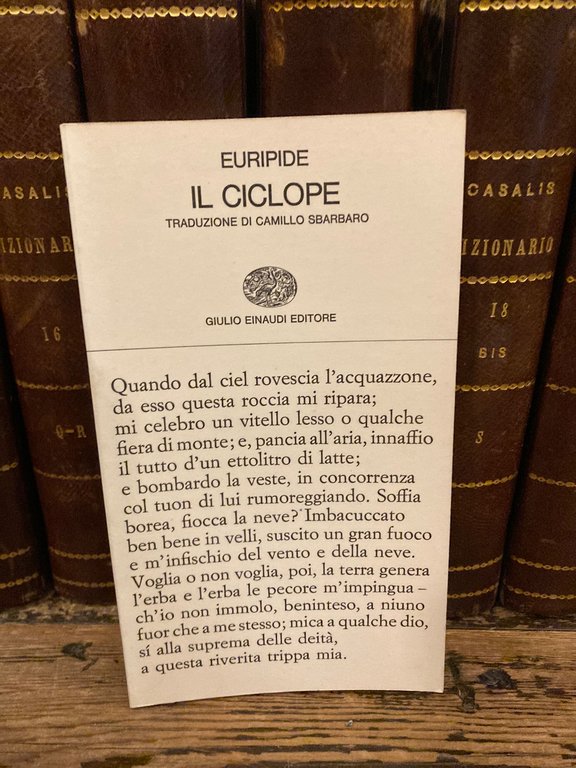 EURIPIDE
IL CICLOPE
TRADUZIONE DI CAMILLO SBARBARO
GIULIO EINAUDI EDITORE
Quando dal ciel rovescia l'acquazzone,
da esso questa roccia mi ripara;
mi celebro un vitello lesso o qualche
fiera di monte; e, pancia all'aria, innaffio
il tutto d'un ettolitro di latte;
e bombardo la veste, in concorrenza
col tuon di lui rumoreggiando. Soffia
borea, fiocca la neve? Imbacuccato
ben bene in velli, suscito un gran fuoco
e m'infischio del vento e della neve.
Voglia o non voglia, poi, la terra genera
l'erba e l'erba le pecore m'impingua –
ch'io non immolo, beninteso, a niuno
fuor che a me stesso; mica a qualche dio,
sí alla suprema delle deità,
a questa riverita trippa mia.
CASALIS
IZIONAR
16
Q-R
CASALIS
IZIONARIO
18
BIS
S